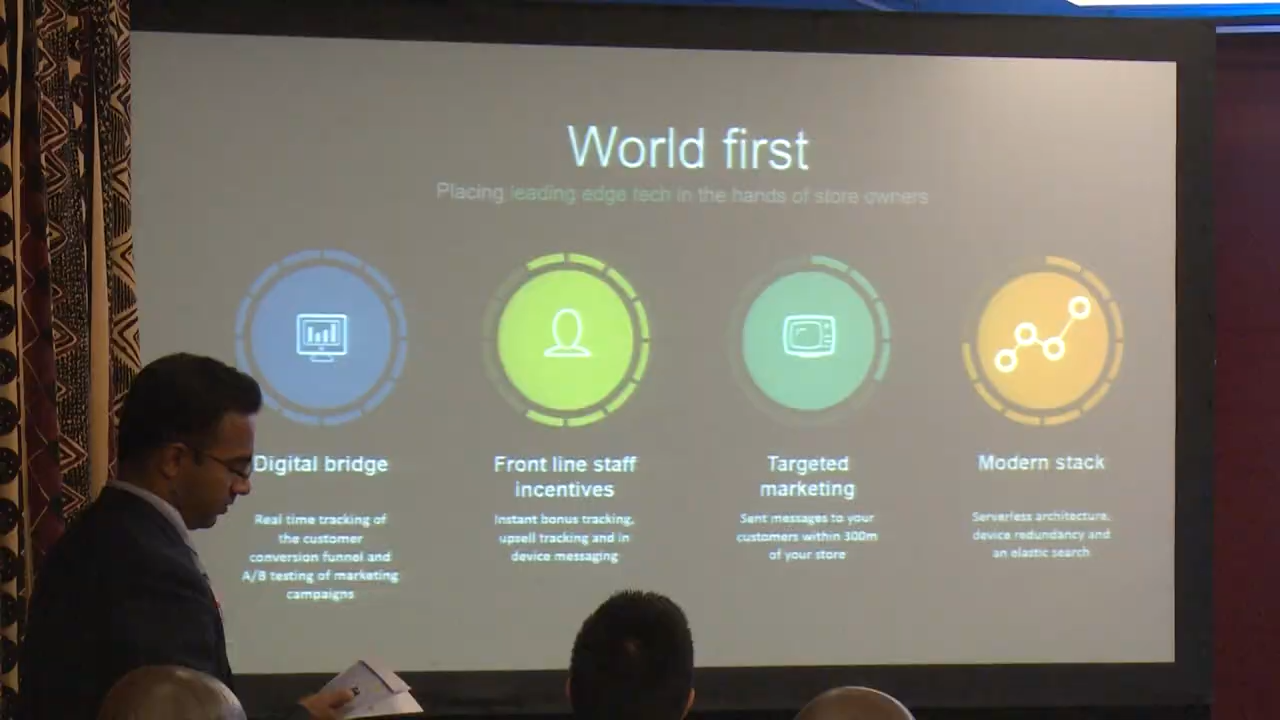 World first
Placing leading edge tech in the hands of store owners
Digital bridge
Real time tracking of
the customer
conversion funnel and
A/B testing of marketing
campaigns
Front line staff
incentives
Instant bonus tracking,
upsell tracking and in
device messaging
Targeted
marketing
Sent messages to your
customers within 300m
of your store
Modern stack
Serverless architecture,
device redundancy and
an elastic search